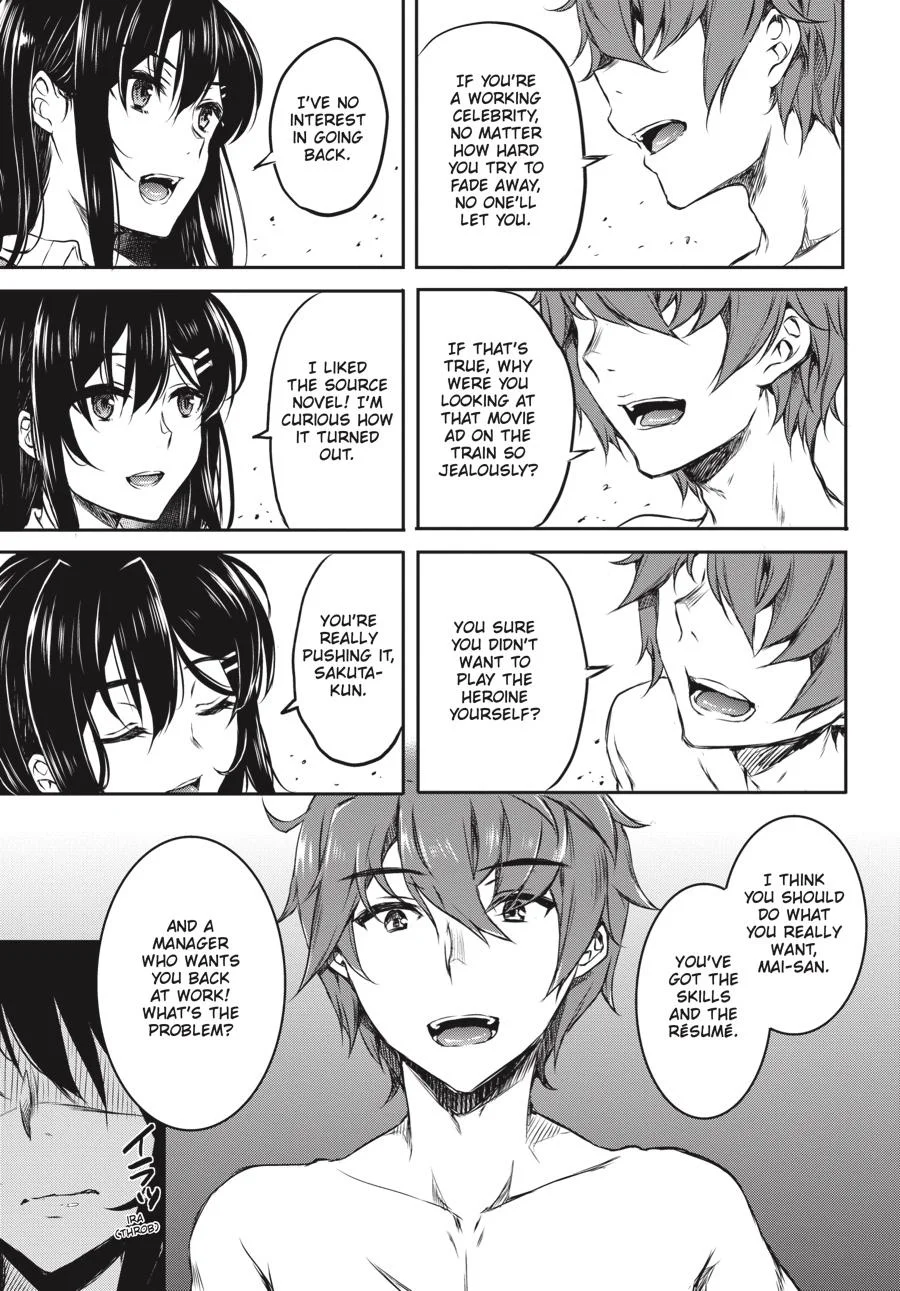 IF YOU'RE
A WORKING
CELEBRITY,
NO MATTER
HOW HARD
YOU TRY TO
FADE AWAY,
NO ONE'LL
LET YOU.
I'VE NO
INTEREST
IN GOING
BACK.
IF THAT'S
TRUE, WHY
WERE YOU
LOOKING AT
THAT MOVIE
AD ON THE
TRAIN SO
JEALOUSLY?
I LIKED
THE SOURCE
NOVEL! I'M
CURIOUS HOW
IT TURNED
OUT.
YOU SURE
YOU DIDN'T
WANT TO
PLAY THE
HEROINE
YOURSELF?
YOU'RE
REALLY
PUSHING IT,
SAKUTA-
KUN.
I THINK
YOU SHOULD
DO WHAT
YOU REALLY
WANT,
MAI-SAN.
YOU'VE
GOT THE
SKILLS
AND THE
RÉSUMÉ.
AND A
MANAGER
WHO WANTS
YOU BACK
AT WORK!
WHAT'S THE
PROBLEM?
イラッ
IRA
(THROB)